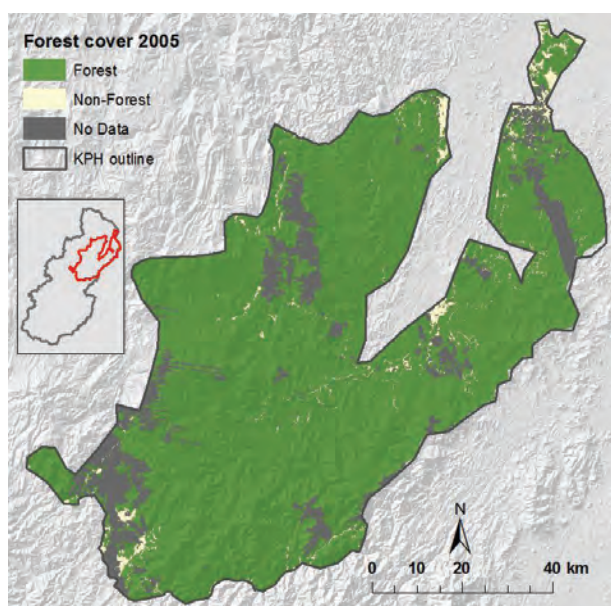 Forest cover 2005
Forest
Non-Forest
No Data
KPH outline
N
0 10 20 40 km